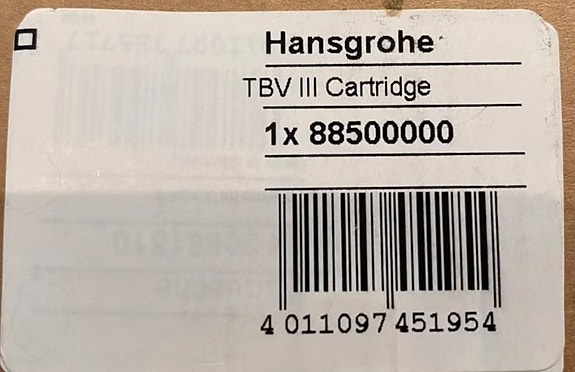 Hansgrohe
TBV III Cartridge
1x 88500000
4 011097 451954